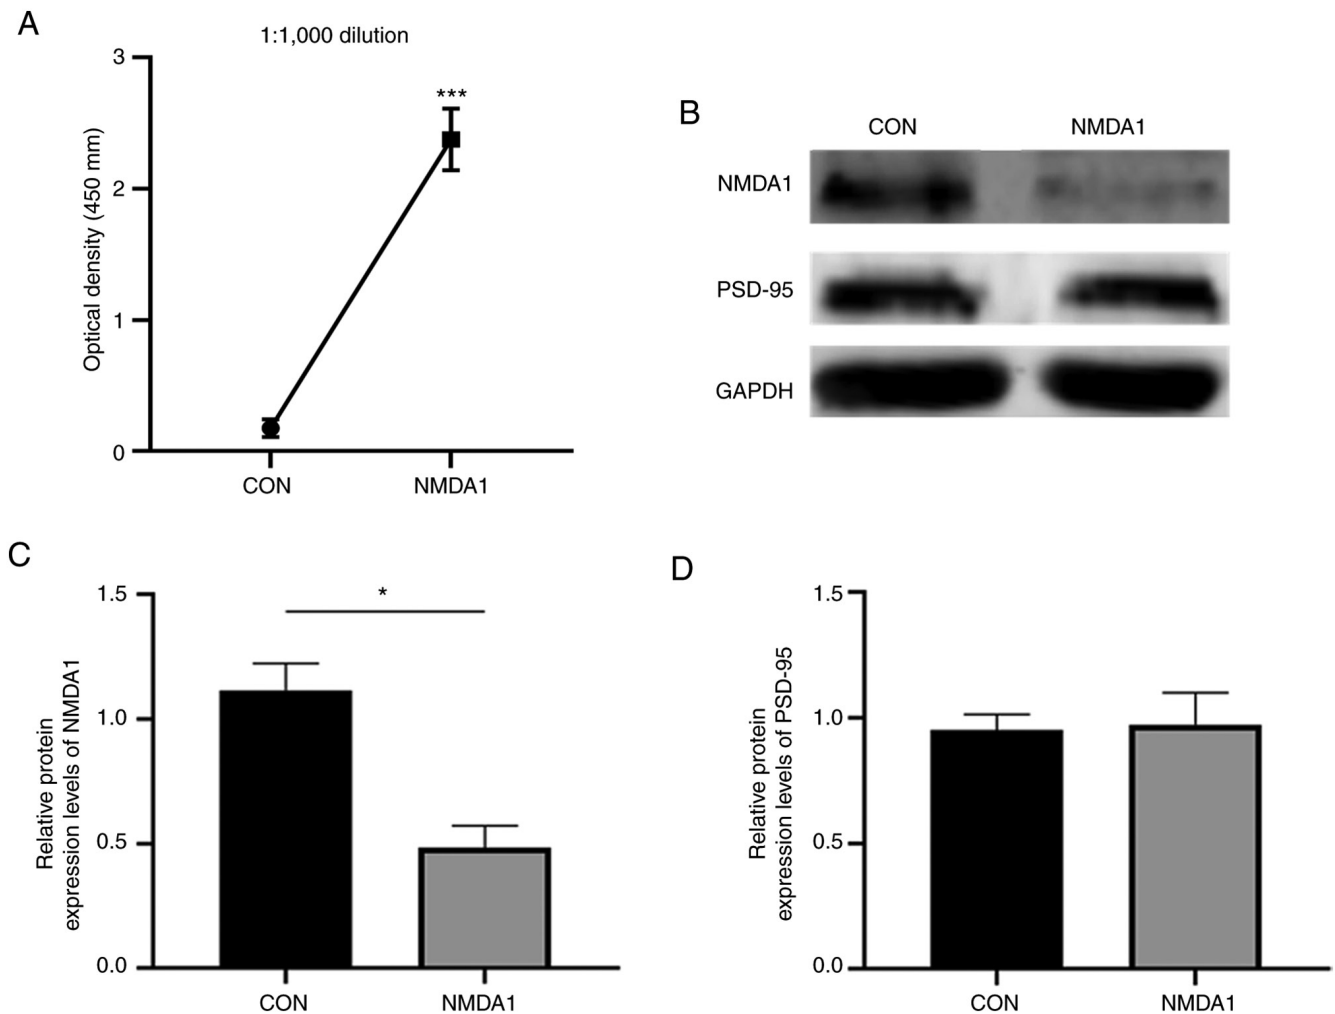 A
1:1,000 dilution
3
2
1
0
Optical density (450 mm)
***
CON
NMDA1
B
CON
NMDA1
NMDA1
PSD-95
GAPDH
C
1.5
1.0
0.5
0.0
Relative protein
expression levels of NMDA1
*
CON
NMDA1
D
1.5
1.0
0.5
0.0
Relative protein
expression levels of PSD-95
CON
NMDA1